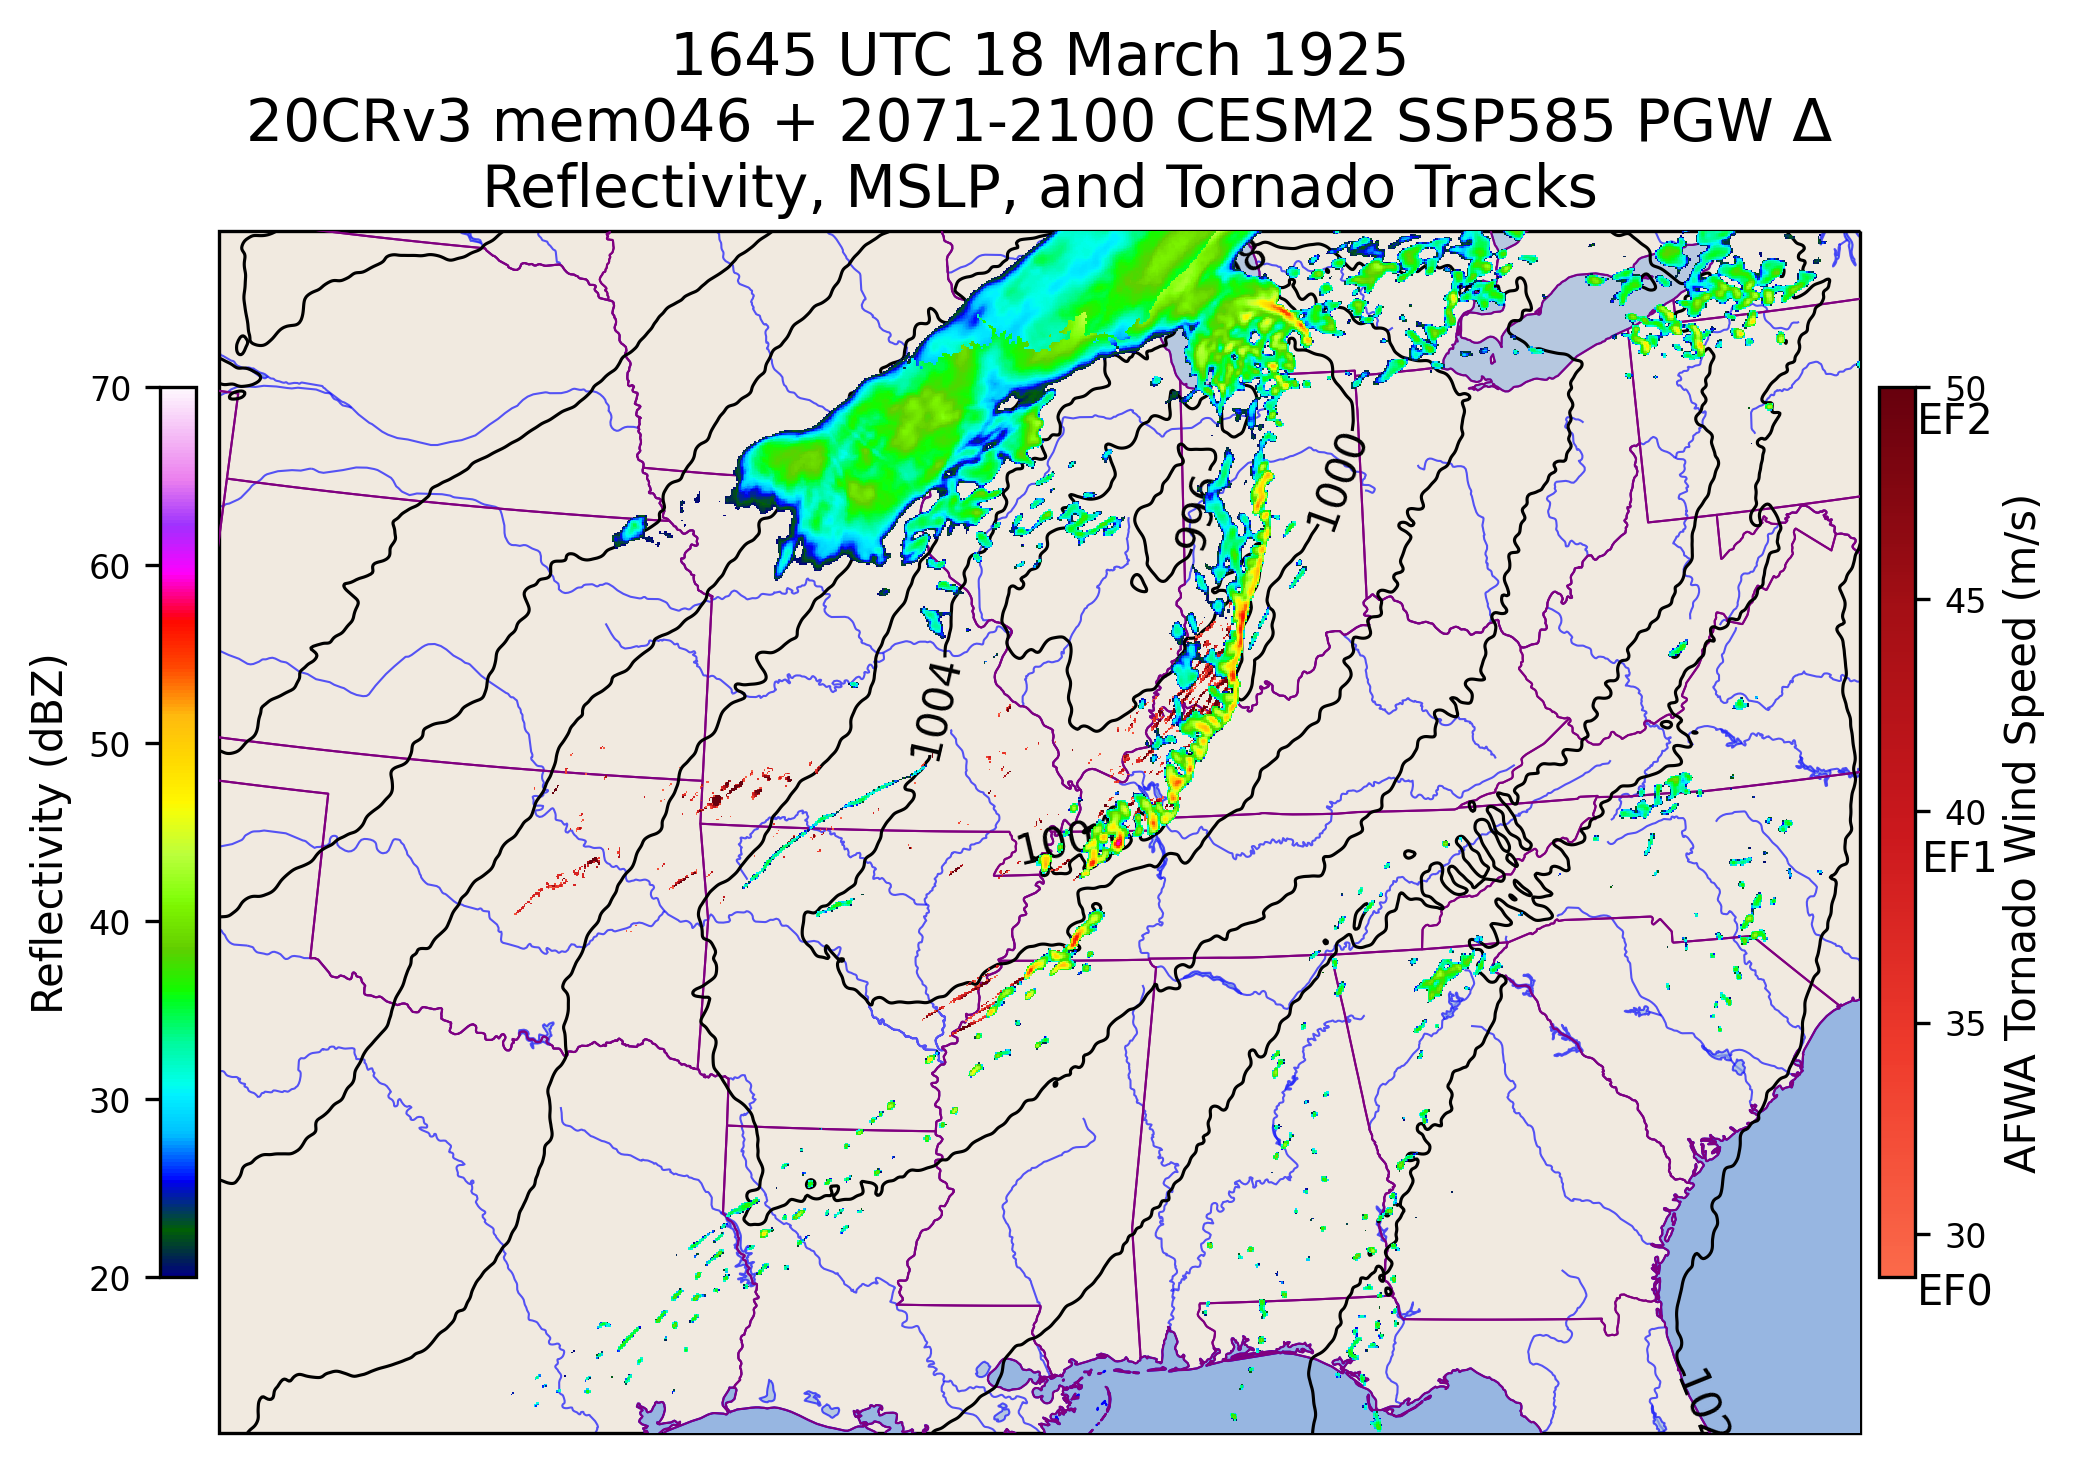 1645 UTC 18 March 1925
20CRv3 mem046 + 2071-2100 CESM2 SSP585 PGW Δ
Reflectivity, MSLP, and Tornado Tracks
Reflectivity (dBZ)
70
60
50
40
30
20
1000
996
1004
100
102
50
EF2
45
40
EF1
35
30
EF0
AFWA Tornado Wind Speed (m/s)